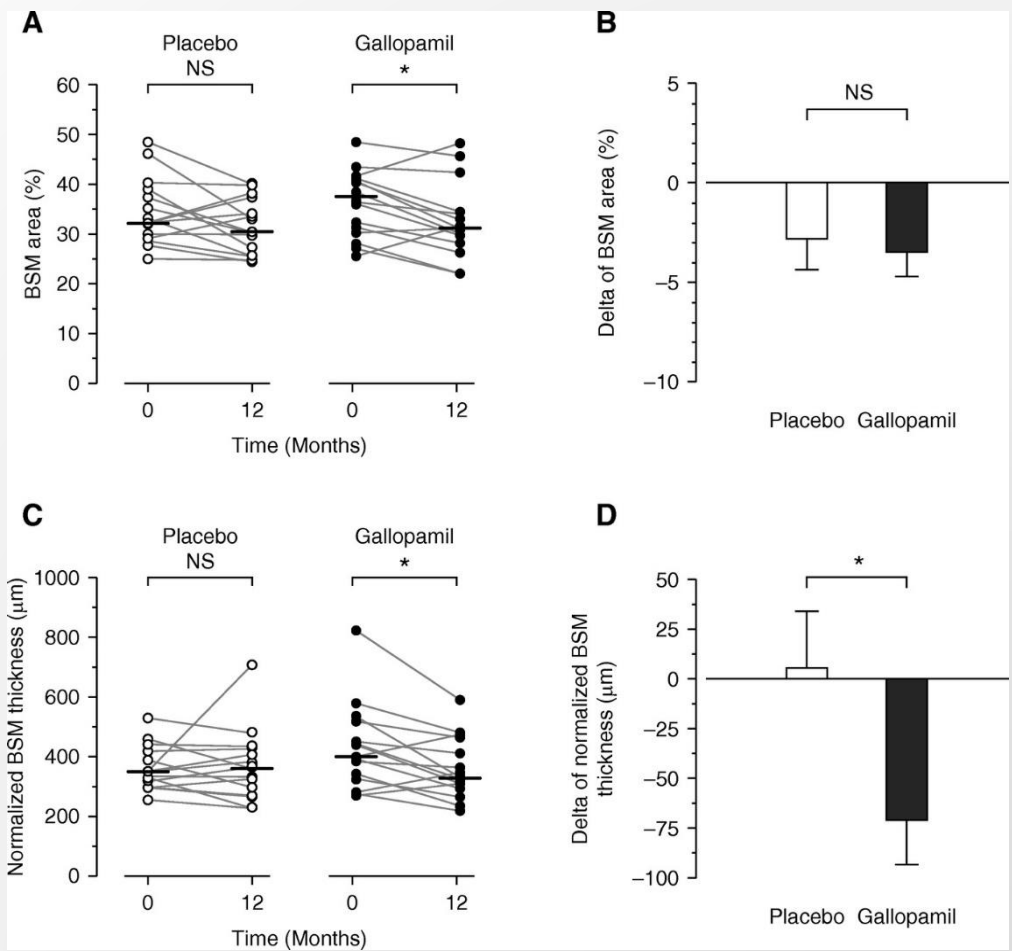 A
Placebo
NS
Gallopamil
*
BSM area (%)
60
50
40
30
20
10
0
0
12
0
12
Time (Months)
B
NS
Delta of BSM area (%)
5
0
−5
−10
Placebo
Gallopamil
C
Placebo
NS
Gallopamil
*
Normalized BSM thickness (μm)
1000
800
600
400
200
0
0
12
0
12
Time (Months)
D
*
Delta of normalized BSM
thickness (μm)
50
25
0
−25
−50
−75
−100
Placebo
Gallopamil